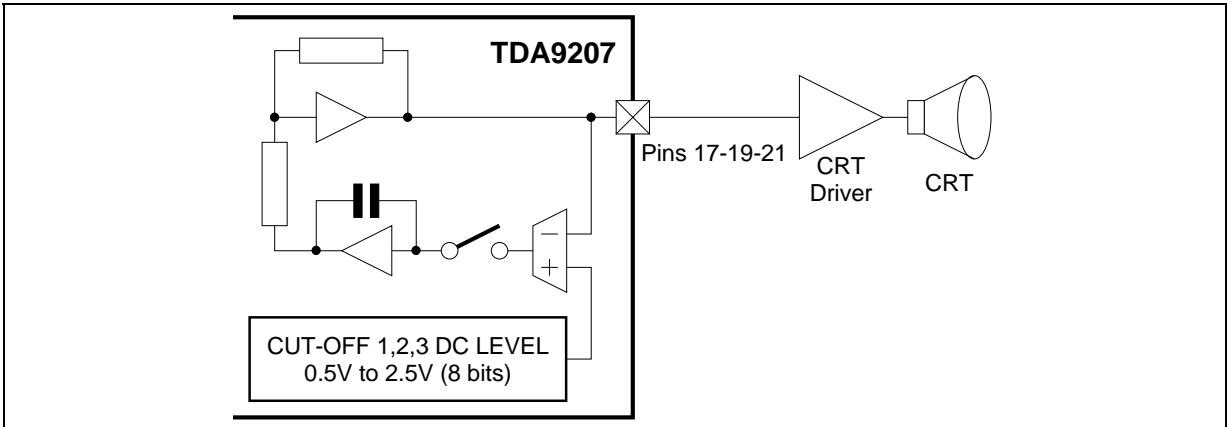 TDA9207
Pins 17-19-21
CRT
Driver
CRT
−
+
CUT-OFF 1,2,3 DC LEVEL
0.5V to 2.5V (8 bits)